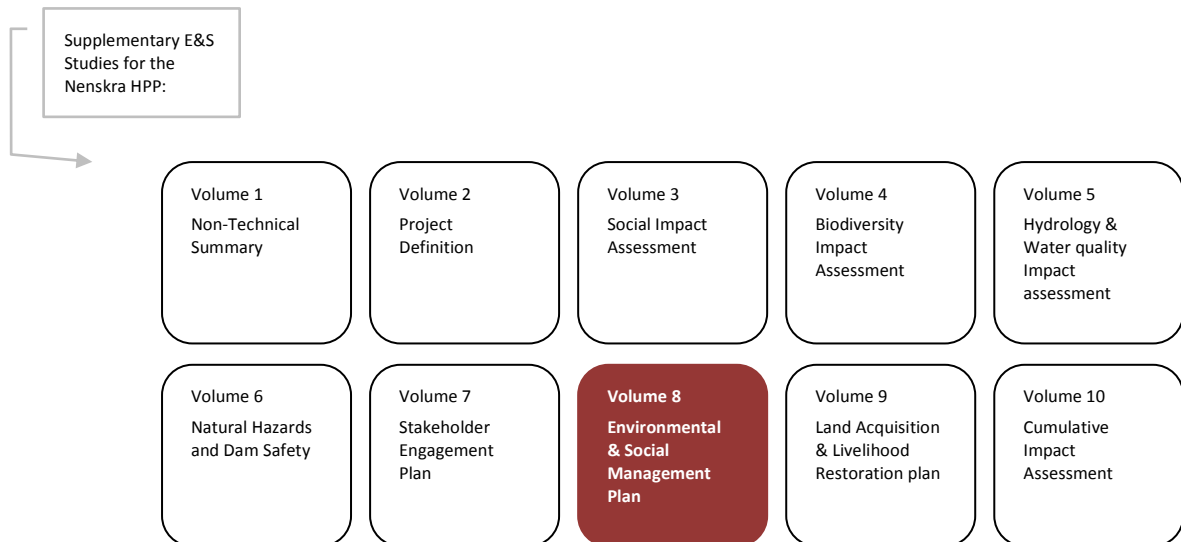 Supplementary E&S
Studies for the
Nenskra HPP:
Volume 1
Non-Technical
Summary
Volume 2
Project
Definition
Volume 3
Social Impact
Assessment
Volume 4
Biodiversity
Impact
Assessment
Volume 5
Hydrology &
Water quality
Impact
assessment
Volume 6
Natural Hazards
and Dam Safety
Volume 7
Stakeholder
Engagement
Plan
Volume 8
Environmental
& Social
Management
Plan
Volume 9
Land Acquisition
& Livelihood
Restoration plan
Volume 10
Cumulative
Impact
Assessment